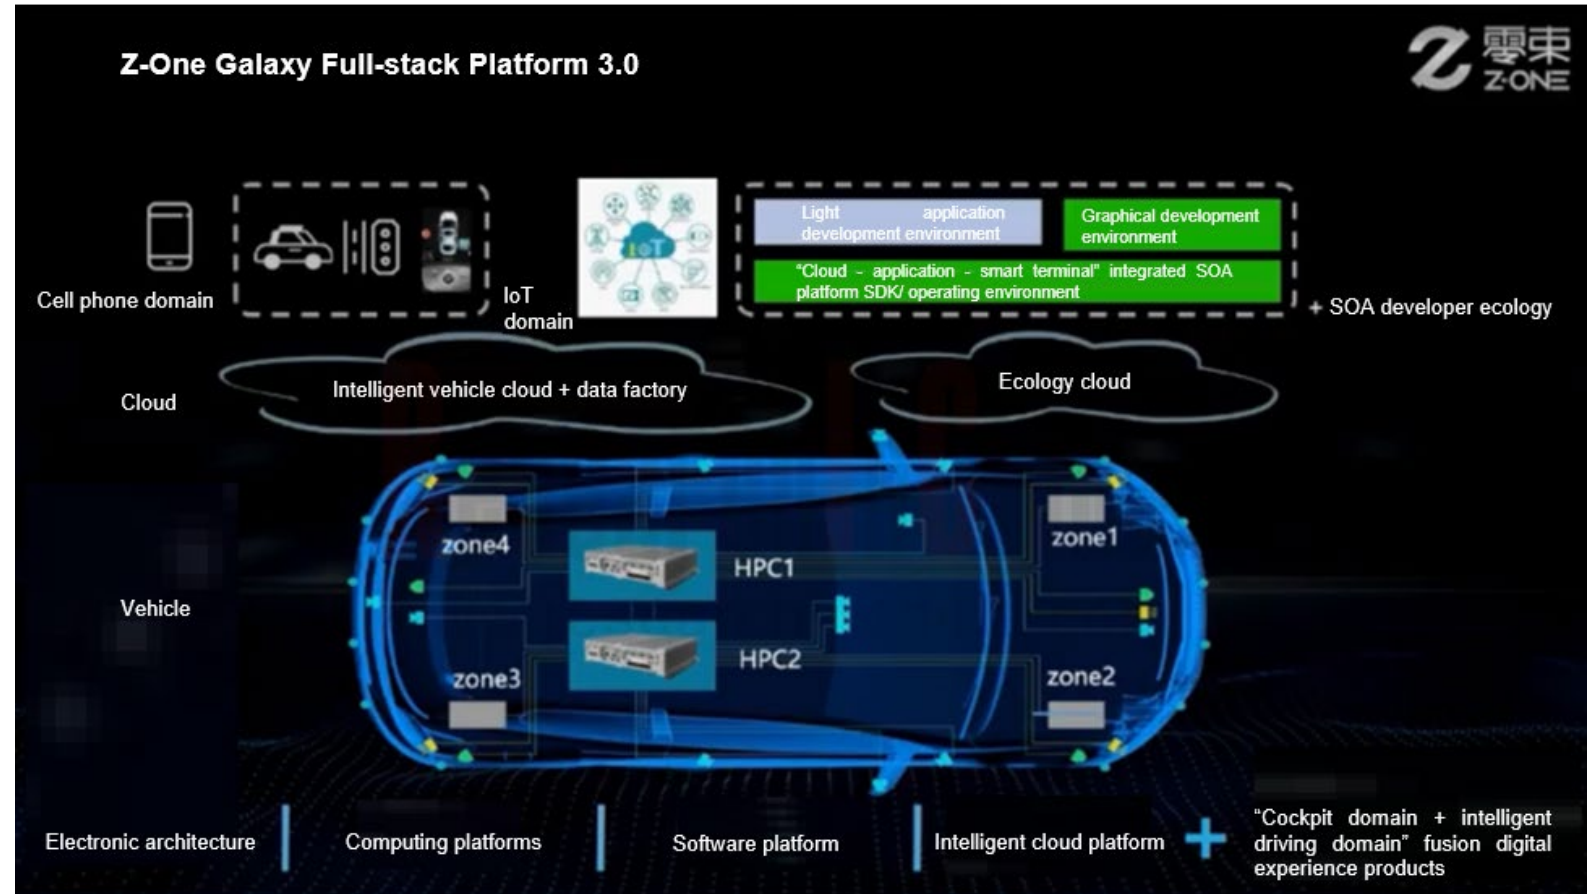 Z-One Galaxy Full-stack Platform 3.0
零束
Z-ONE
Light application
development environment
Graphical development
environment
“Cloud - application - smart terminal” integrated SOA
platform SDK/ operating environment
IoT
Cell phone domain
IoT
domain
+ SOA developer ecology
Cloud
Intelligent vehicle cloud + data factory
Ecology cloud
Vehicle
zone4
zone1
HPC1
HPC2
zone3
zone2
Electronic architecture
Computing platforms
Software platform
Intelligent cloud platform
+
“Cockpit domain + intelligent
driving domain” fusion digital
experience products